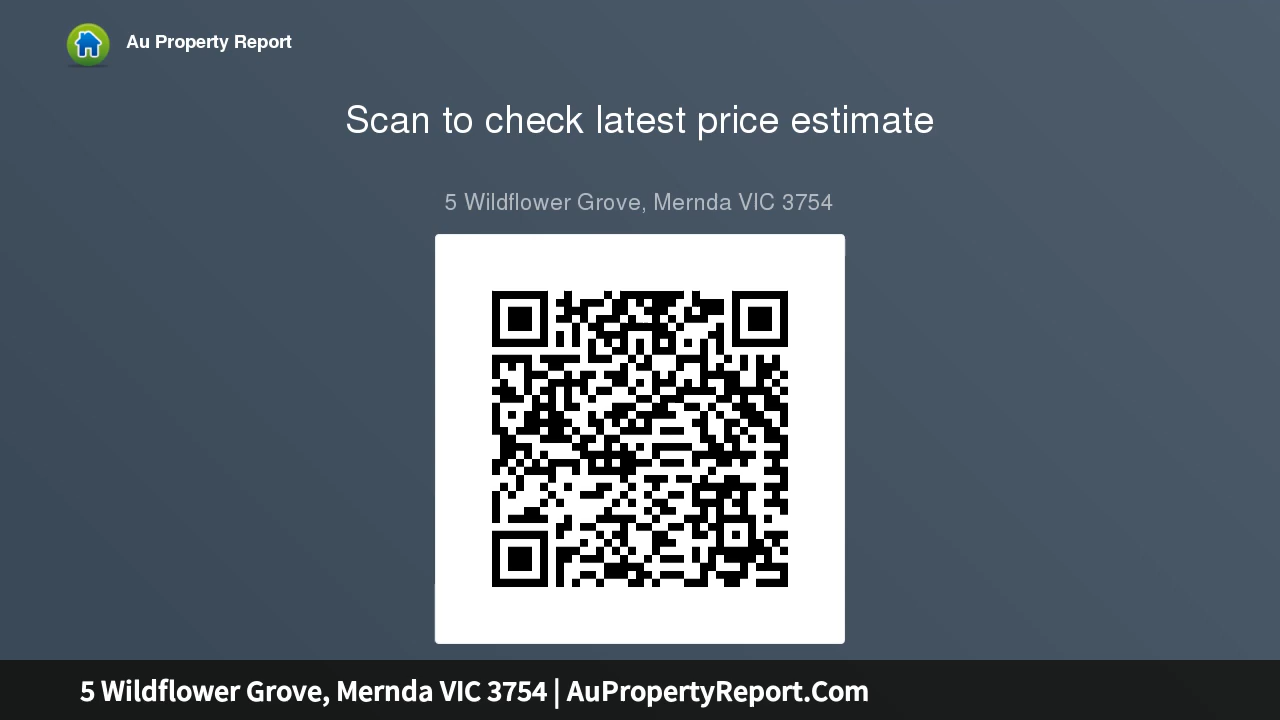 Au Property Report
Scan to check latest price estimate
5 Wildflower Grove, Mernda VIC 3754
5 Wildflower Grove, Mernda VIC 3754 | AuPropertyReport.Com